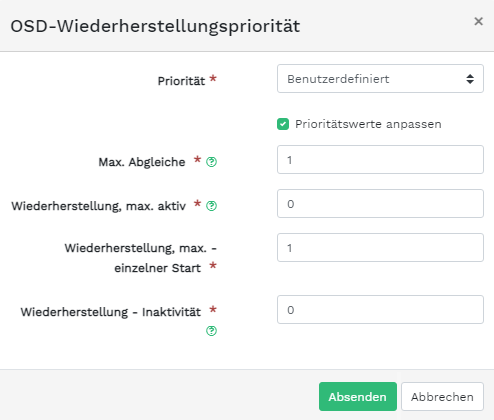 OSD-Wiederherstellungspriorität ×
Priorität * Benutzerdefiniert
Prioritätswerte anpassen
Max. Abgleiche * ? 1
Wiederherstellung, max. aktiv * ? 0
Wiederherstellung, max. - 1
einzelner Start *
Wiederherstellung - Inaktivität * 0
?
Absenden Abbrechen